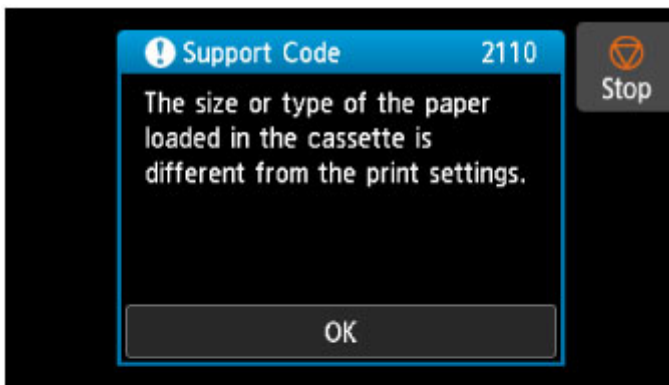 Support Code 2110
Stop
The size or type of the paper
loaded in the cassette is
different from the print settings.
OK